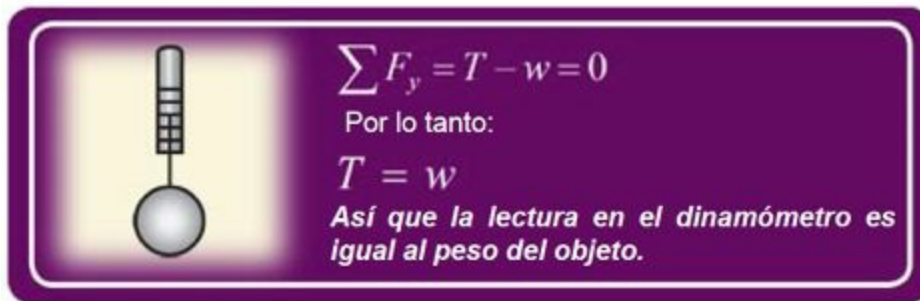 ∑ F_y = T − w = 0
Por lo tanto:
T = w
Así que la lectura en el dinamómetro es
igual al peso del objeto.